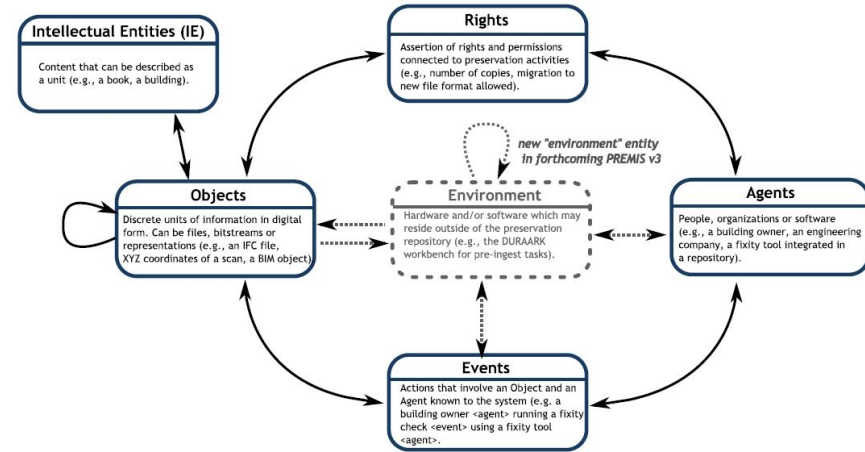 Intellectual Entities (IE)
Content that can be described as
a unit (e.g., a book, a building).
Rights
Assertion of rights and permissions
connected to preservation activities
(e.g., number of copies, migration to
new file format allowed).
new "environment" entity
in forthcoming PREMIS v3
Objects
Discrete units of information in digital
form. Can be files, bitstreams or
representations (e.g., an IFC file,
XYZ coordinates of a scan, a BIM object)
Environment
Hardware and/or software which may
reside outside of the preservation
repository (e.g., the DURAARK
workbench for pre-ingest tasks).
Agents
People, organizations or software
(e.g., a building owner, an engineering
company, a fixity tool integrated in
a repository).
Events
Actions that involve an Object and an
Agent known to the system (e.g. a
building owner <agent> running a fixity
check <event> using a fixity tool
<agent>.